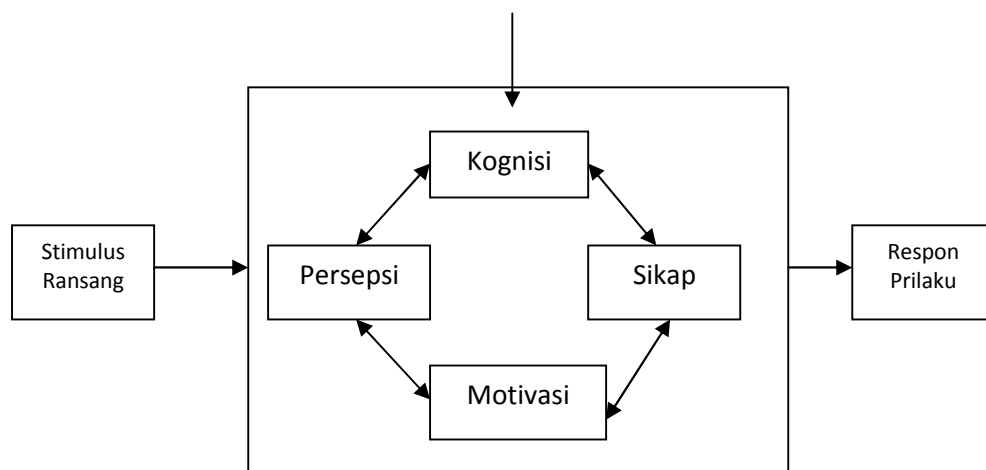 Kognisi
Stimulus
Ransang
Persepsi
Sikap
Respon
Prilaku
Motivasi